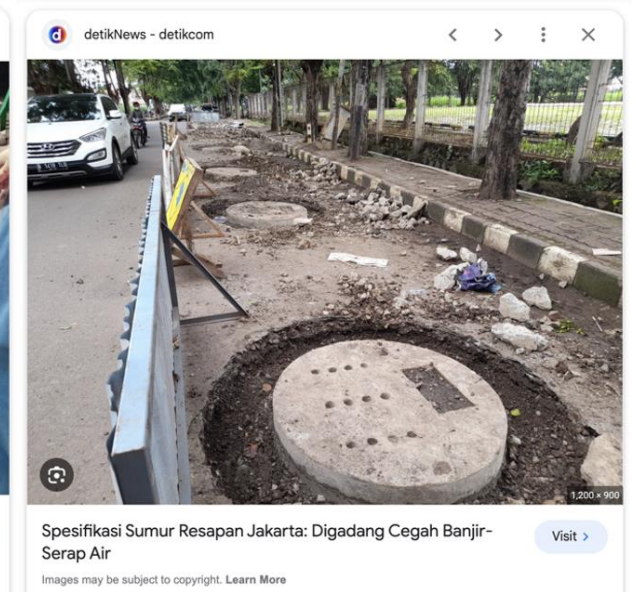 detikNews - detikcom
1,200 × 900
Spesifikasi Sumur Resapan Jakarta: Digadang Cegah Banjir-
Serap Air
Visit
Images may be subject to copyright. Learn More